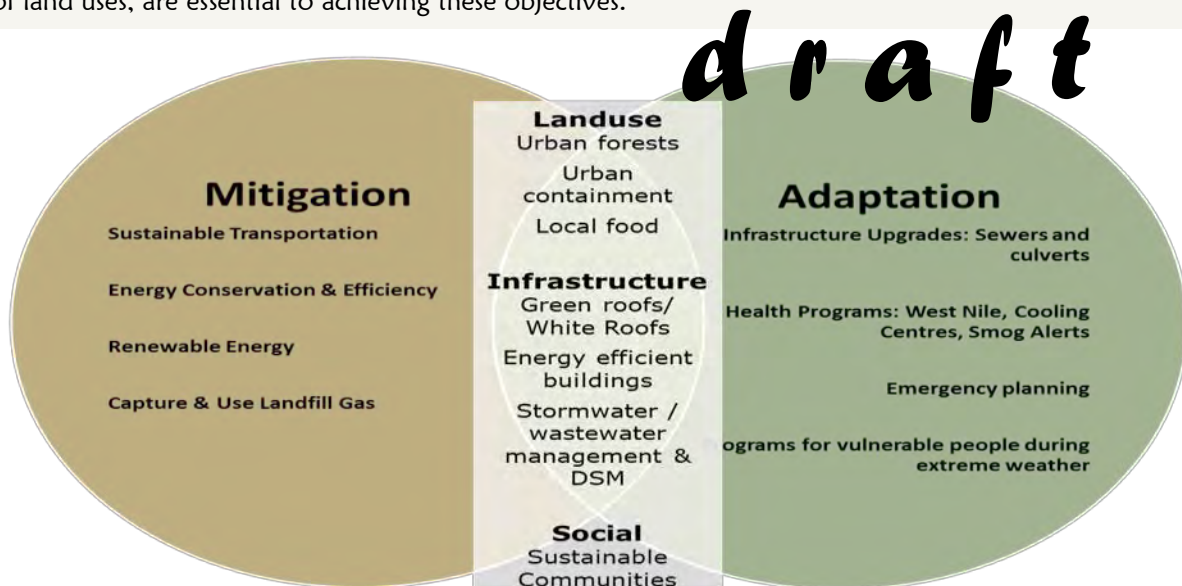 of land uses, are essential to achieving these objectives.
draft
Mitigation
Sustainable Transportation
Energy Conservation & Efficiency
Renewable Energy
Capture & Use Landfill Gas
Landuse
Urban forests
Urban
containment
Local food
Infrastructure
Green roofs/
White Roofs
Energy efficient
buildings
Stormwater /
wastewater
management &
DSM
Social
Sustainable
Communities
Adaptation
Infrastructure Upgrades: Sewers and
culverts
Health Programs: West Nile, Cooling
Centres, Smog Alerts
Emergency planning
ograms for vulnerable people during
extreme weather